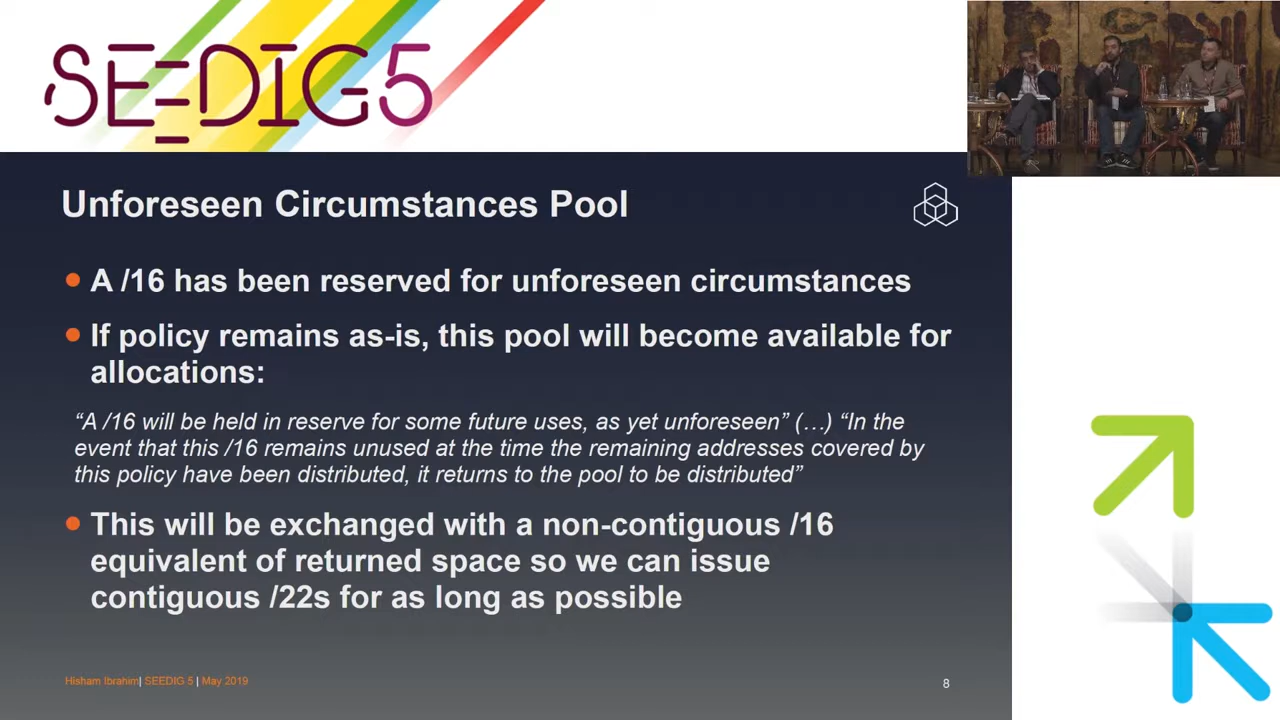 SEEDIG5
Unforeseen Circumstances Pool
A /16 has been reserved for unforeseen circumstances
If policy remains as-is, this pool will become available for
allocations:
“A /16 will be held in reserve for some future uses, as yet unforeseen” (…) “In the
event that this /16 remains unused at the time the remaining addresses covered by
this policy have been distributed, it returns to the pool to be distributed”
This will be exchanged with a non-contiguous /16
equivalent of returned space so we can issue
contiguous /22s for as long as possible
Hisham Ibrahim| SEEDIG 5 | May 2019
8